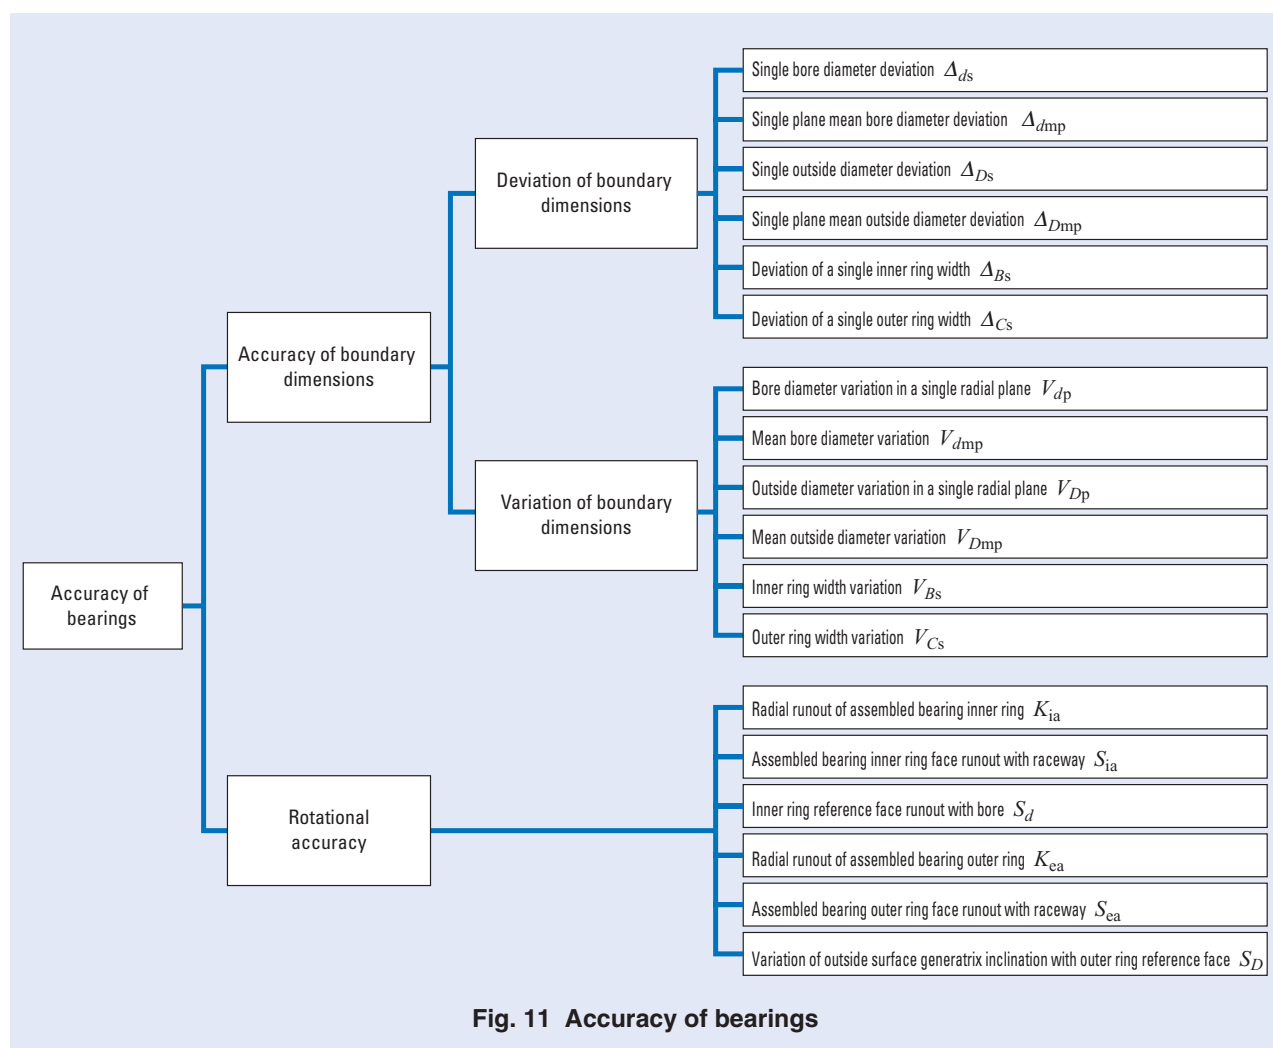 Accuracy of
bearings
Accuracy of boundary
dimensions
Deviation of boundary
dimensions
Single bore diameter deviation Δds
Single plane mean bore diameter deviation Δdmp
Single outside diameter deviation ΔDs
Single plane mean outside diameter deviation ΔDmp
Deviation of a single inner ring width ΔBs
Deviation of a single outer ring width ΔCs
Variation of boundary
dimensions
Bore diameter variation in a single radial plane Vdp
Mean bore diameter variation Vdmp
Outside diameter variation in a single radial plane VDp
Mean outside diameter variation VDmp
Inner ring width variation VBs
Outer ring width variation VCs
Rotational
accuracy
Radial runout of assembled bearing inner ring Kia
Assembled bearing inner ring face runout with raceway Sia
Inner ring reference face runout with bore Sd
Radial runout of assembled bearing outer ring Kea
Assembled bearing outer ring face runout with raceway Sea
Variation of outside surface generatrix inclination with outer ring reference face SD
Fig. 11 Accuracy of bearings